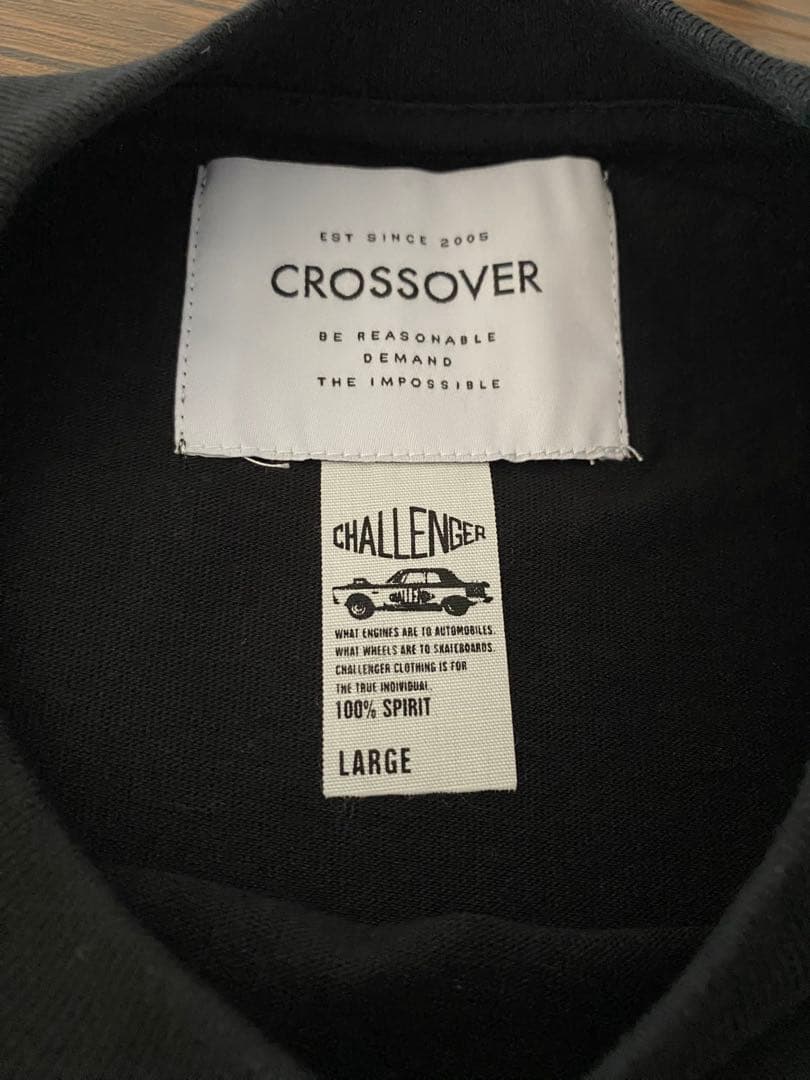 EST SINCE 2005
CROSSOVER
BE REASONABLE
DEMAND
THE IMPOSSIBLE
CHALLENGER
CHALLENGER
WHAT ENGINES ARE TO AUTOMOBILES.
WHAT WHEELS ARE TO SKATEBOARDS.
CHALLENGER CLOTHING IS FOR
THE TRUE INDIVIDUAL.
100% SPIRIT
LARGE